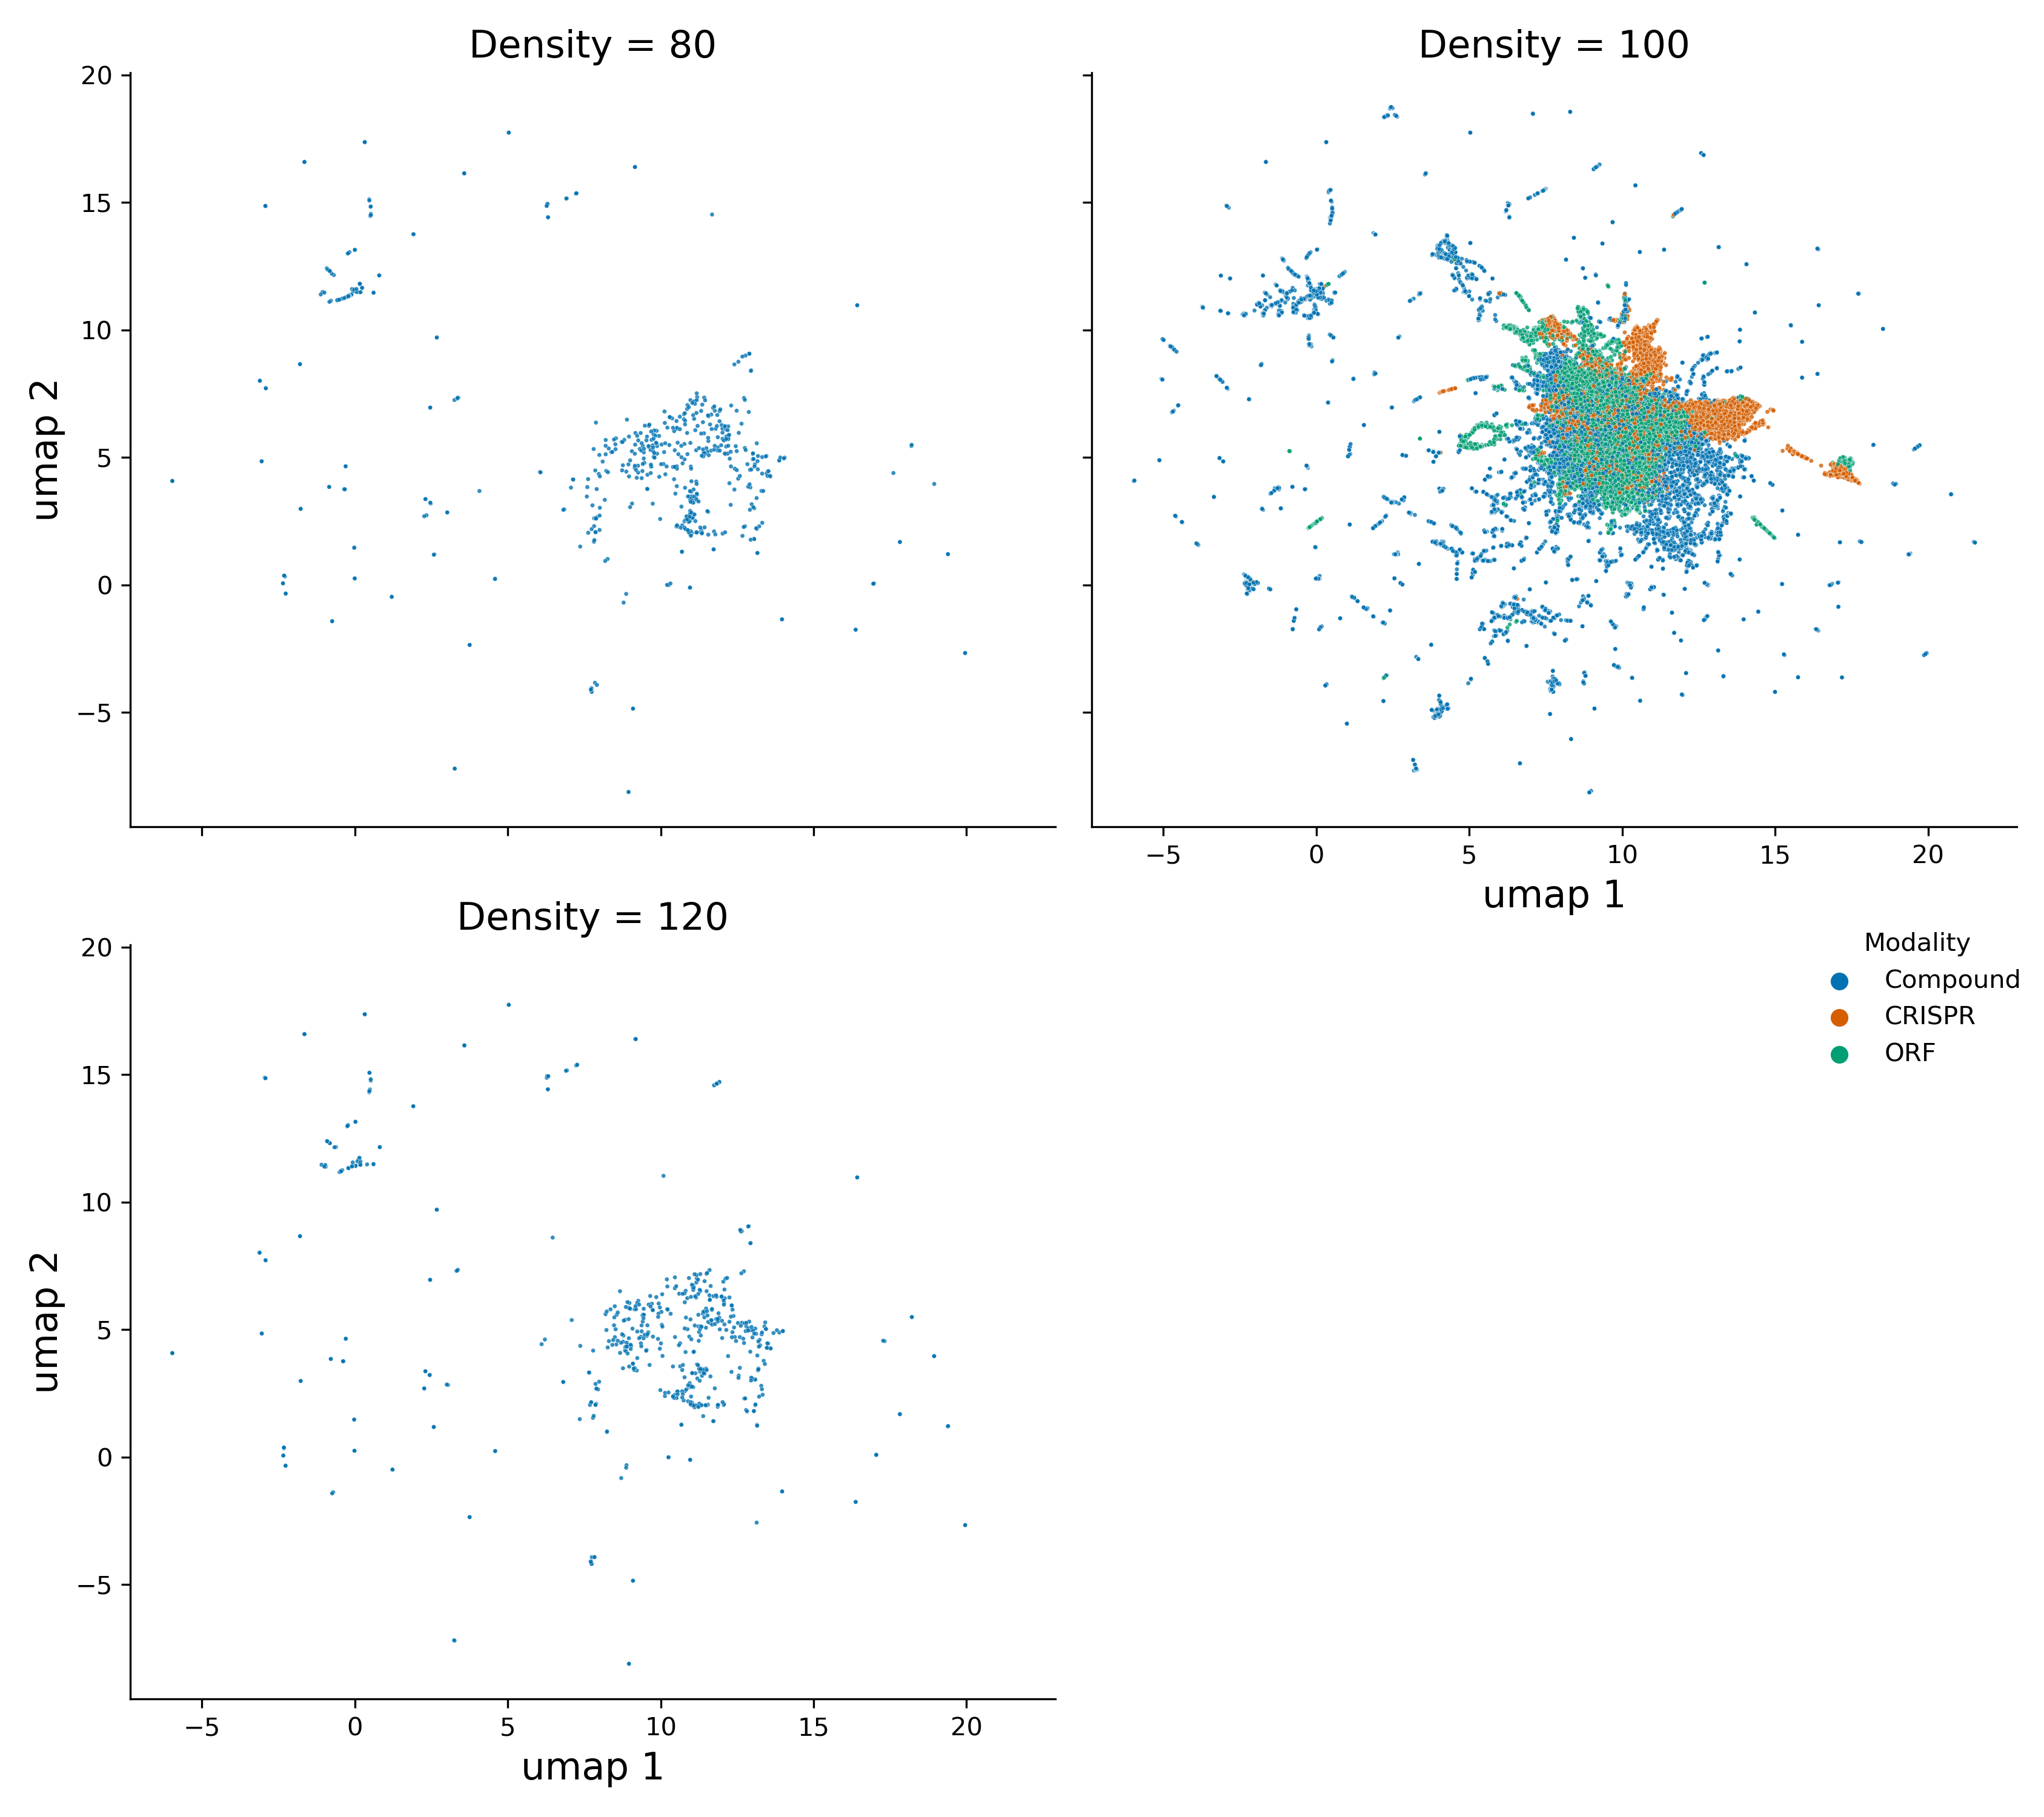 Density = 80
20
15
10
5
0
−5
umap 2
Density = 100
−5 0 5 10 15 20
umap 1
Density = 120
20
15
10
5
0
−5
umap 2
−5 0 5 10 15 20
umap 1
Modality
Compound
CRISPR
ORF